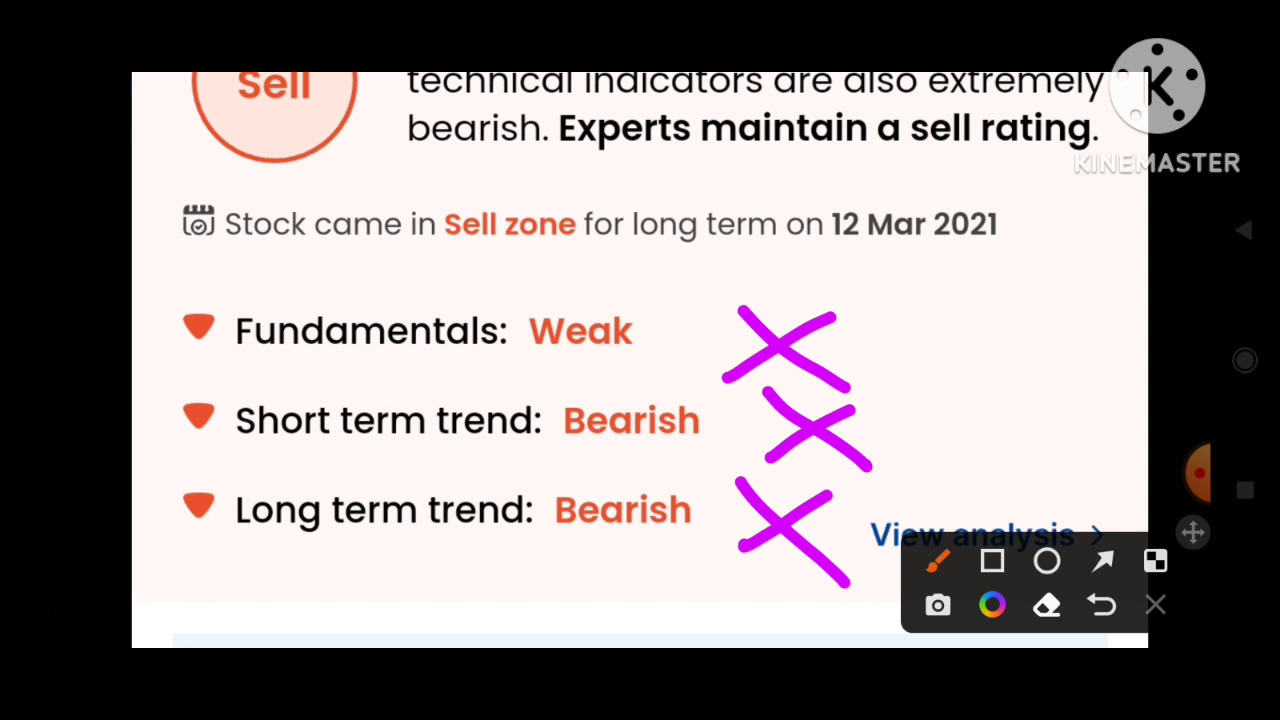 Sell
technical indicators are also extremely
bearish. Experts maintain a sell rating.
K
KINEMASTER
Stock came in Sell zone for long term on 12 Mar 2021
Fundamentals: Weak
Short term trend: Bearish
Long term trend: Bearish
View analysis >